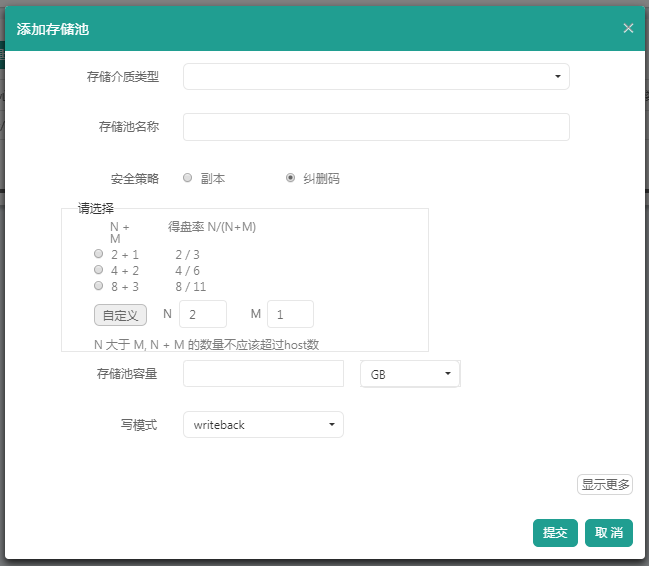 添加存储池 ×
存储介质类型
存储池名称
安全策略 副本 纠删码
请选择
N + 得盘率 N/(N+M)
M
2 + 1 2 / 3
4 + 2 4 / 6
8 + 3 8 / 11
自定义 N 2 M 1
N 大于 M, N + M 的数量不应该超过host数
存储池容量 GB
写模式 writeback
显示更多
提交 取 消